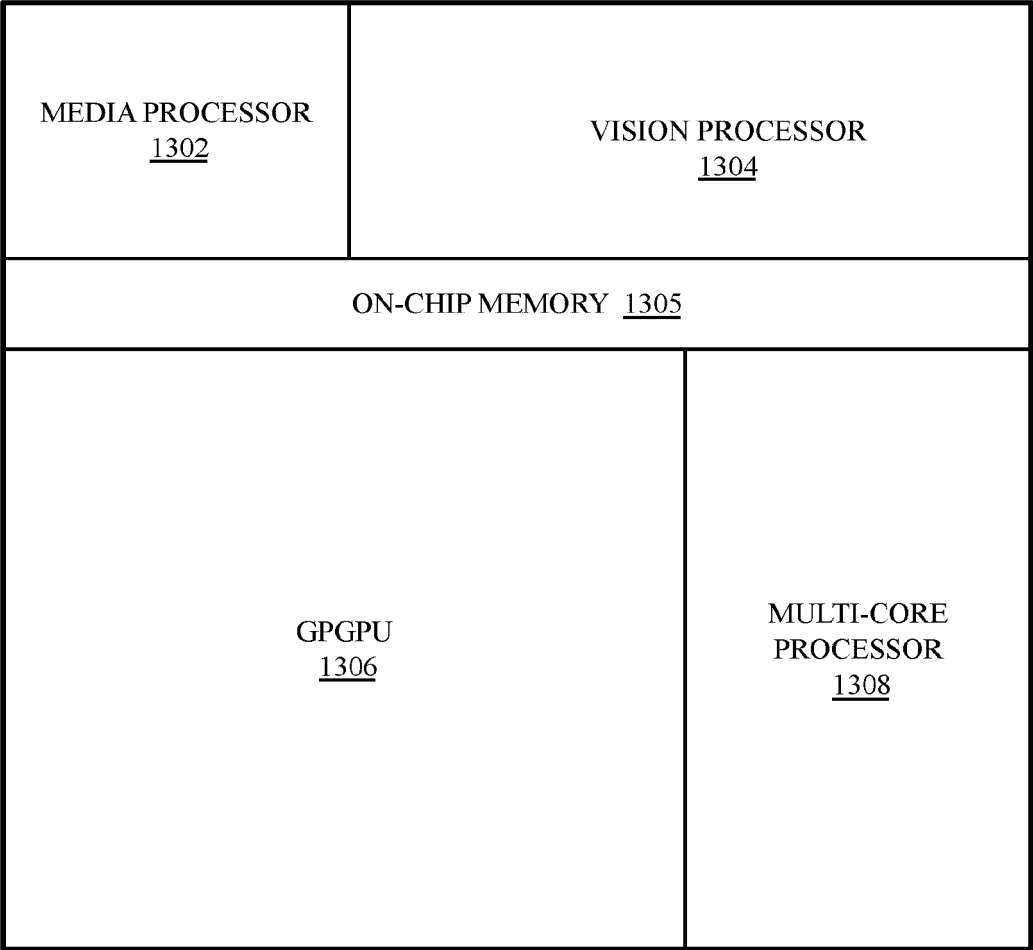 MEDIA PROCESSOR
1302
VISION PROCESSOR
1304
ON-CHIP MEMORY 1305
GPGPU
1306
MULTI-CORE
PROCESSOR
1308